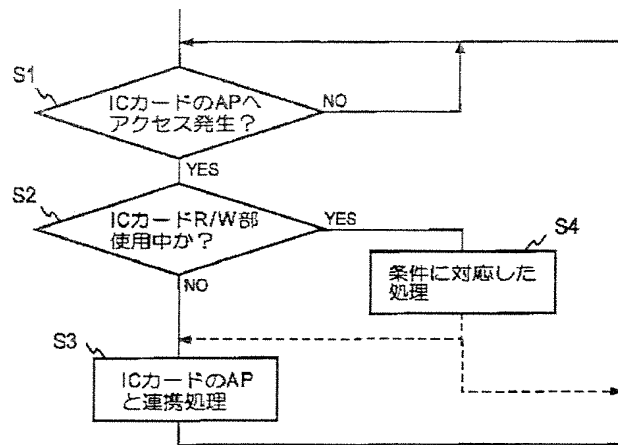 S1
ICカードのAPへ
アクセス発生？
NO
YES
S2
ICカードR/W部
使用中か？
YES
S4
NO
条件に対応した
処理
S3
ICカードのAP
と連携処理